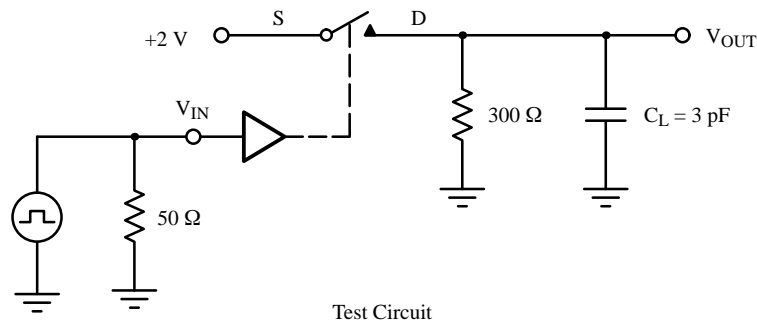 S
D
+2 V
VOUT
VIN
300 Ω
CL = 3 pF
50 Ω
Test Circuit